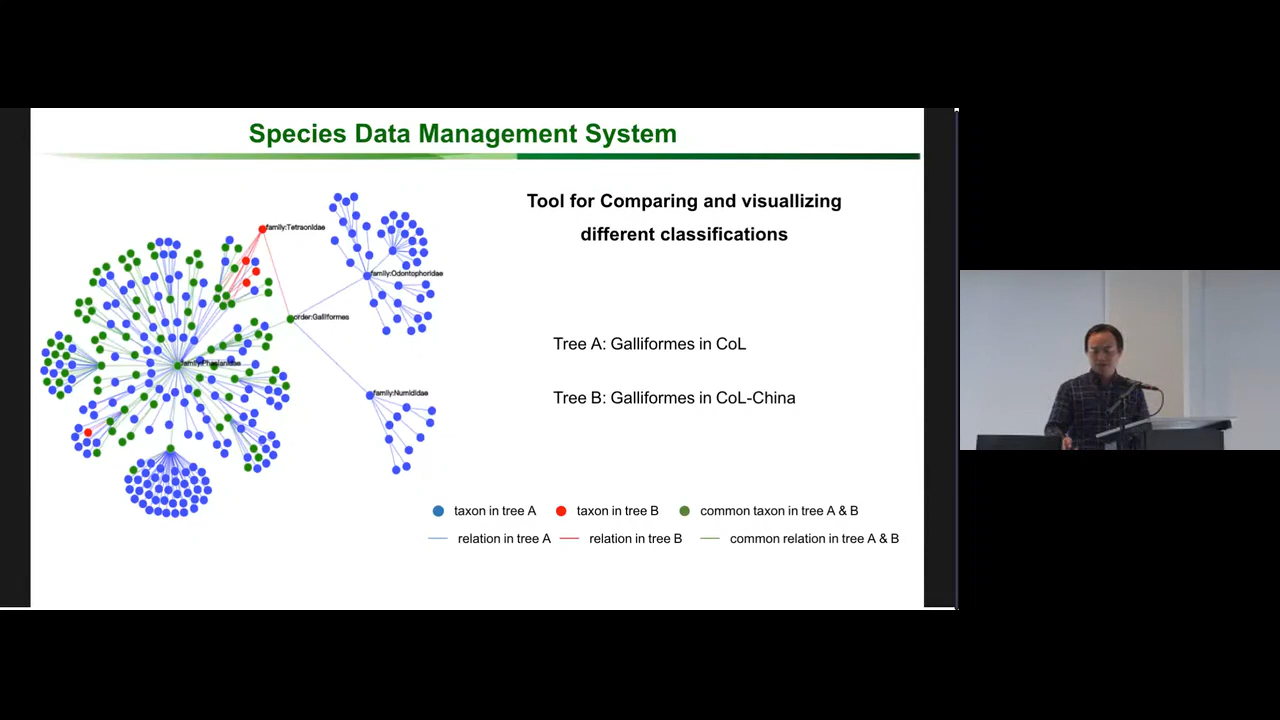 Species Data Management System
Tool for Comparing and visuallizing
different classifications
family:Tetraonidae
family:Odontophoridae
order:Galliformes
Tree A: Galliformes in CoL
family:Phasianidae
family:Numididae
Tree B: Galliformes in CoL-China
taxon in tree A
taxon in tree B
common taxon in tree A & B
relation in tree A
relation in tree B
common relation in tree A & B